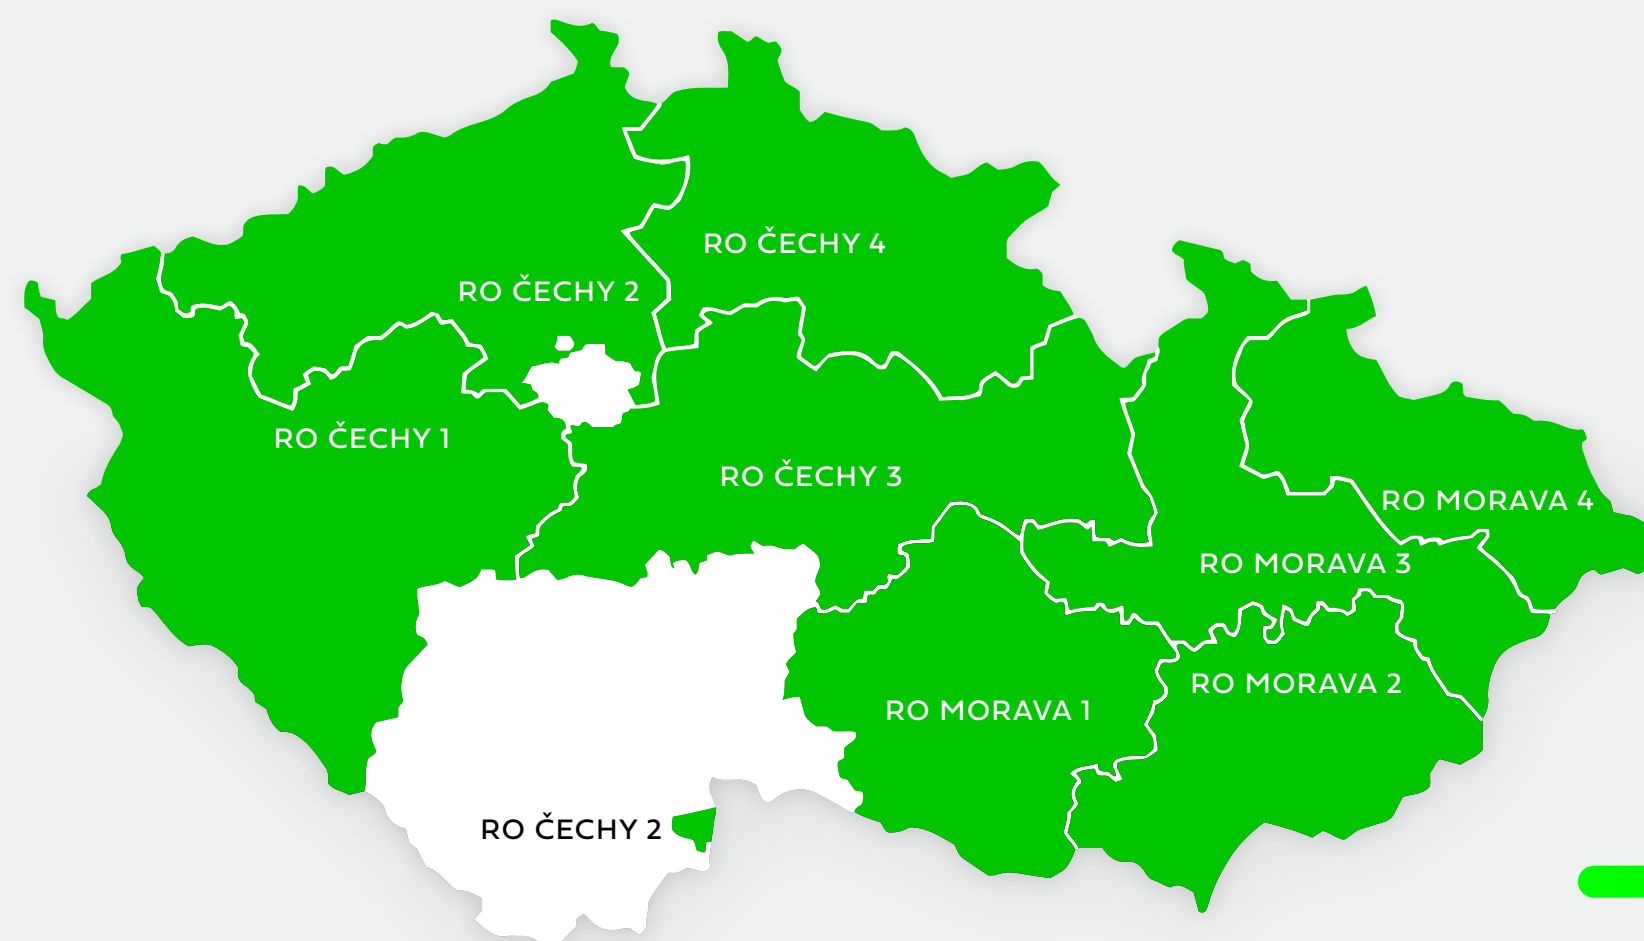 RO ČECHY 4
RO ČECHY 2
RO ČECHY 1
RO ČECHY 3
RO MORAVA 4
RO MORAVA 3
RO MORAVA 2
RO MORAVA 1
RO ČECHY 2